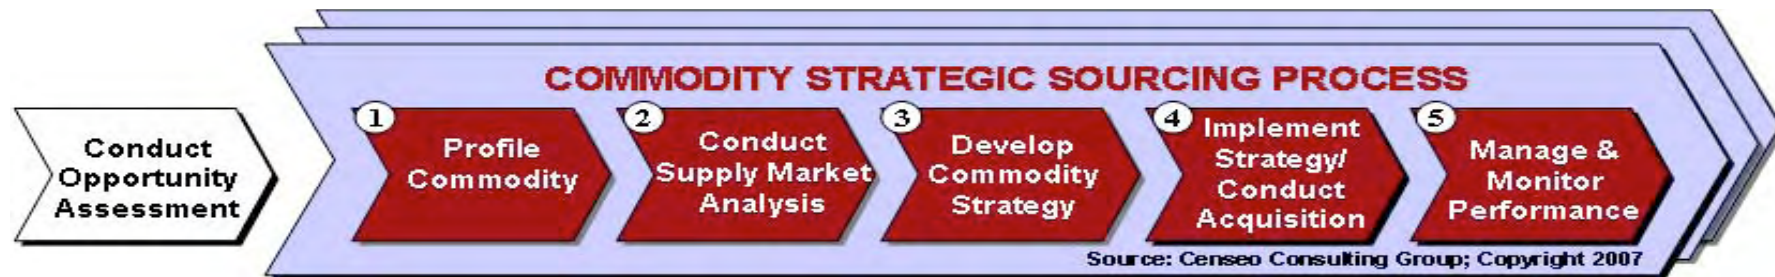 COMMODITY STRATEGIC SOURCING PROCESS
Conduct
Opportunity
Assessment
1
Profile
Commodity
2
Conduct
Supply Market
Analysis
3
Develop
Commodity
Strategy
4
Implement
Strategy/
Conduct
Acquisition
5
Manage &
Monitor
Performance
Source: Censeo Consulting Group; Copyright 2007